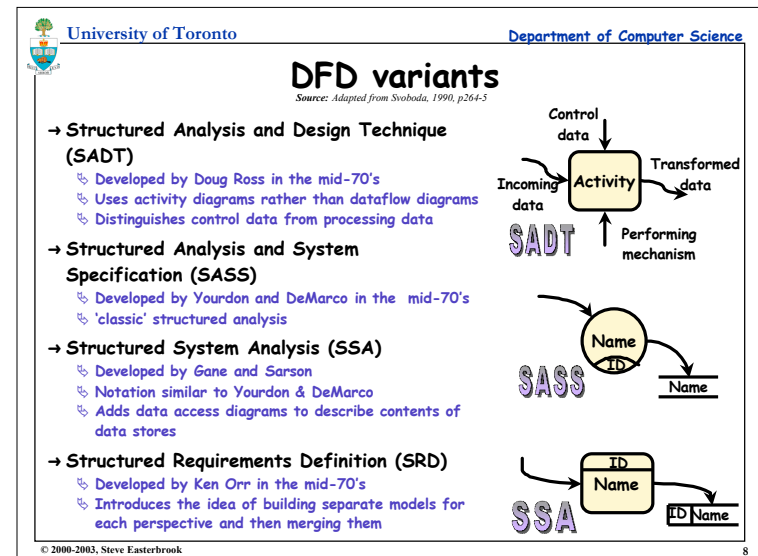 University of Toronto
Department of Computer Science
DFD variants
Source: Adapted from Svoboda, 1990, p264-5
→ Structured Analysis and Design Technique
(SADT)
Developed by Doug Ross in the mid-70's
Uses activity diagrams rather than dataflow diagrams
Distinguishes control data from processing data
→ Structured Analysis and System
Specification (SASS)
Developed by Yourdon and DeMarco in the mid-70's
'classic' structured analysis
→ Structured System Analysis (SSA)
Developed by Gane and Sarson
Notation similar to Yourdon & DeMarco
Adds data access diagrams to describe contents of
data stores
→ Structured Requirements Definition (SRD)
Developed by Ken Orr in the mid-70's
Introduces the idea of building separate models for
each perspective and then merging them
Control
data
Incoming
data
Activity
Transformed
data
Performing
mechanism
SADT
Name
ID
Name
SASS
ID
Name
ID Name
SSA
© 2000-2003, Steve Easterbrook
8